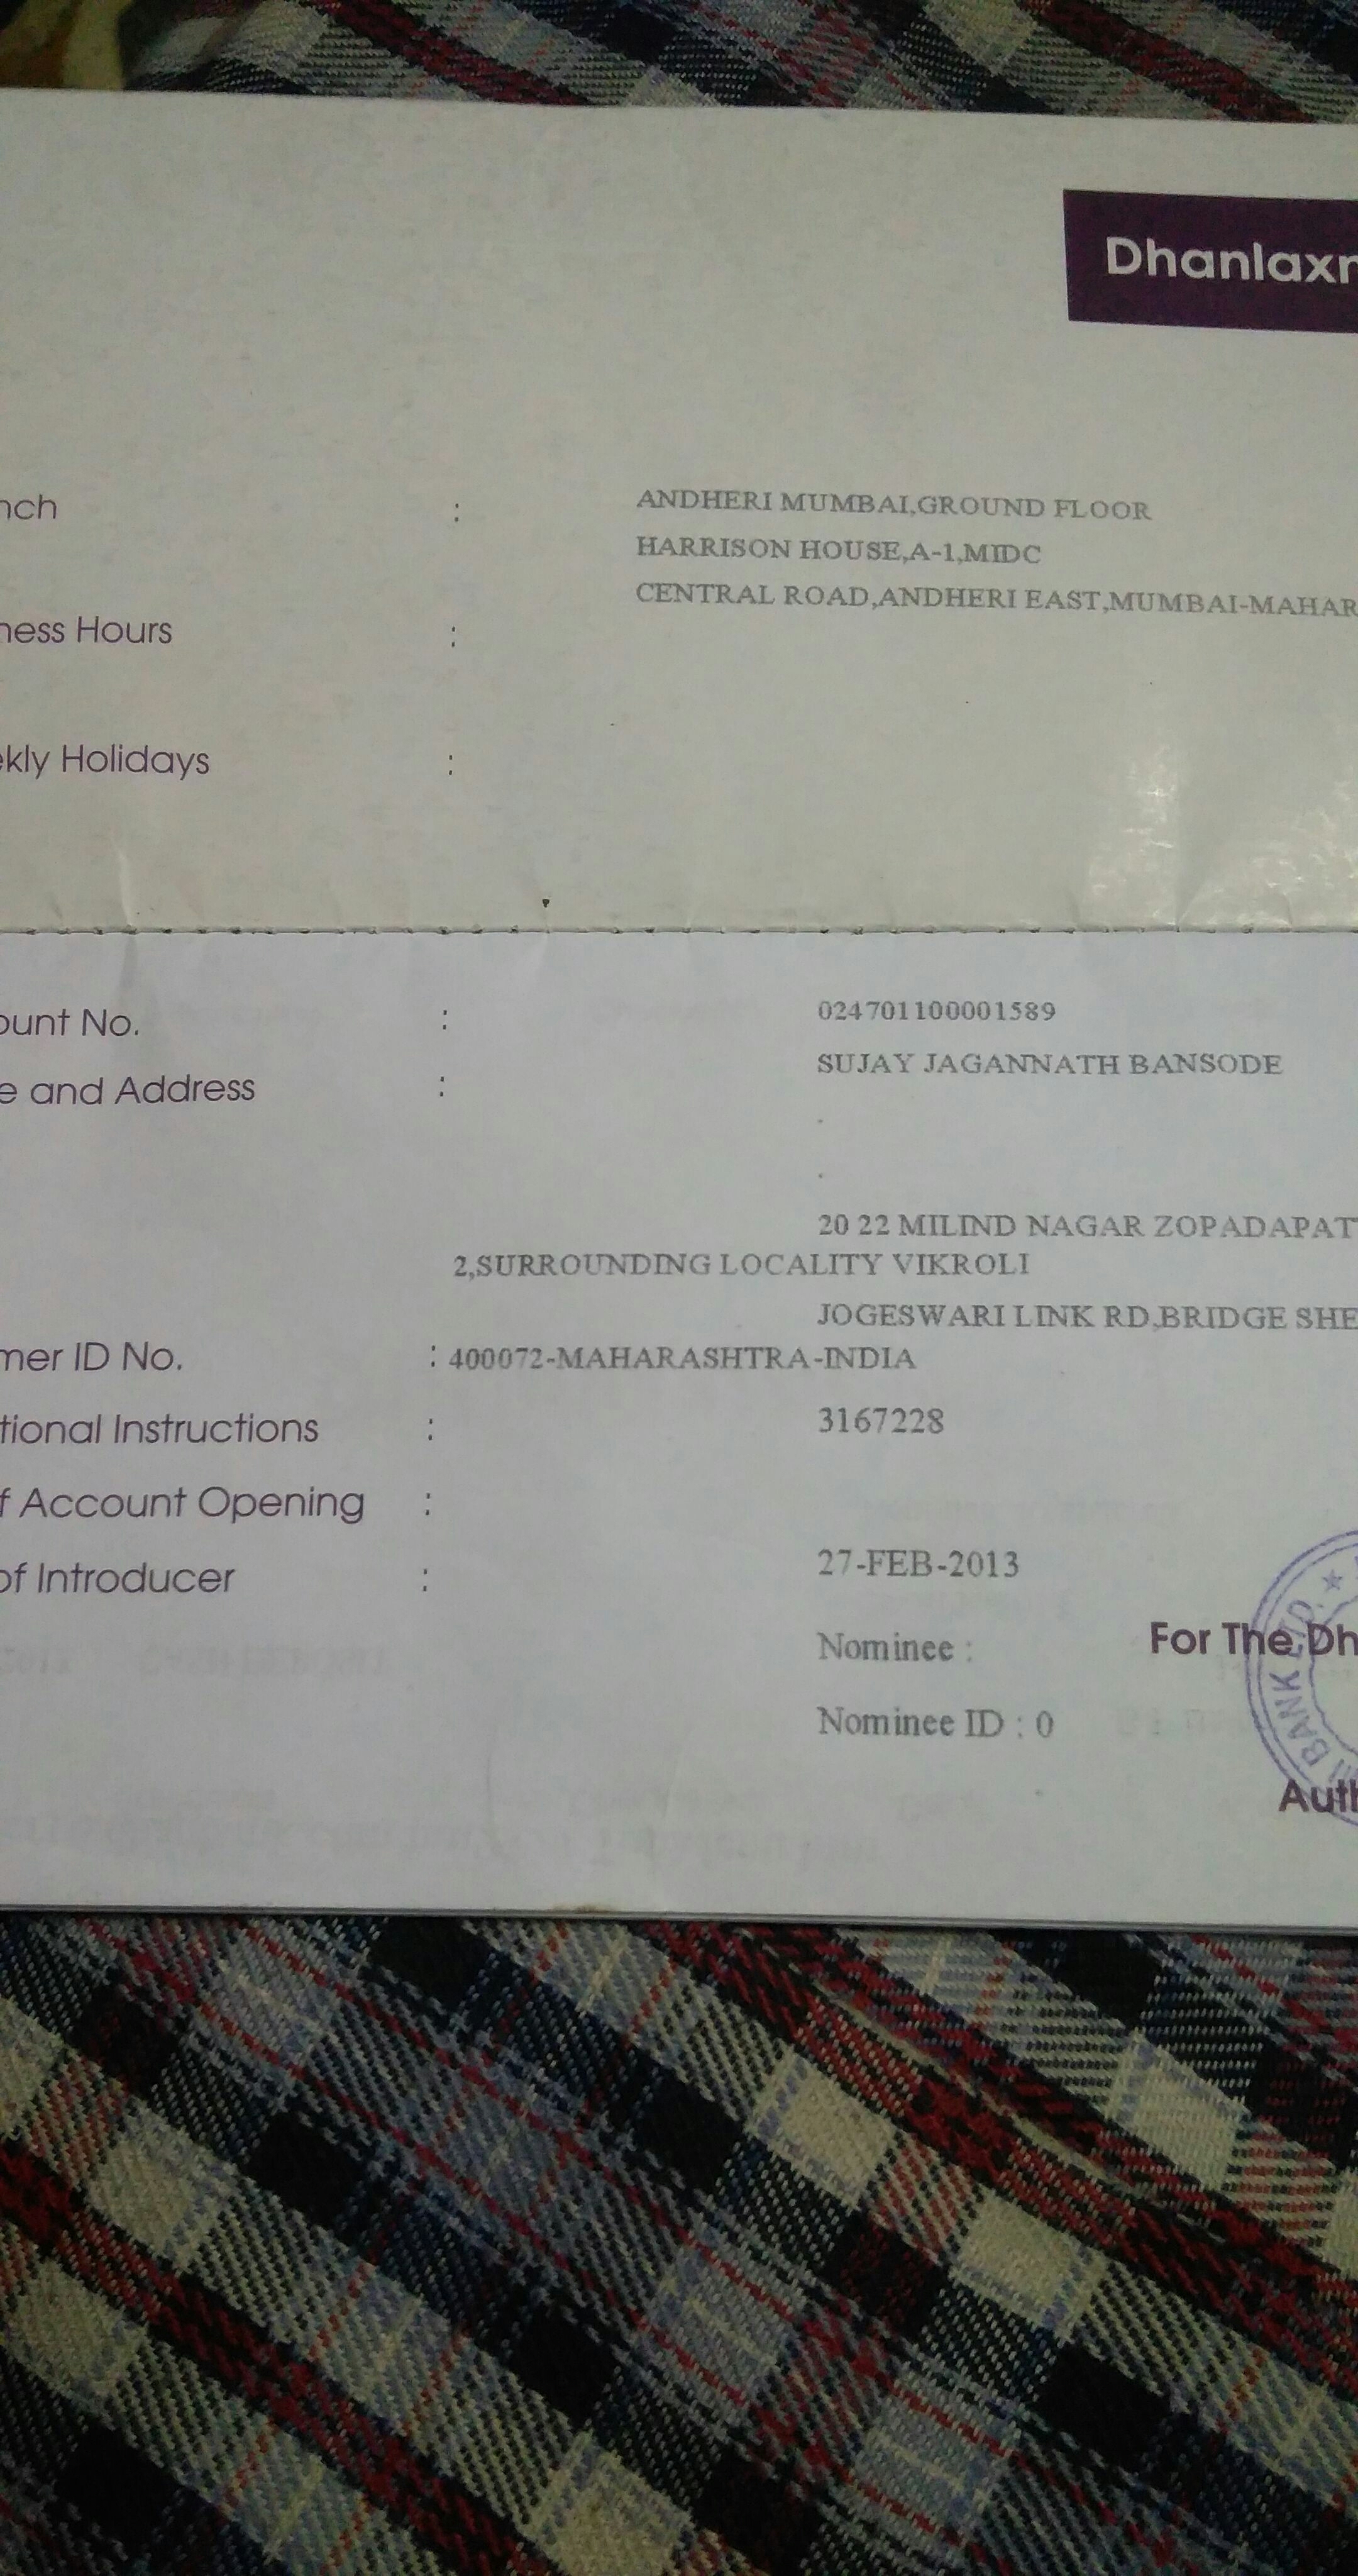 Dhanlaxm
nch :
ANDHERI MUMBAI,GROUND FLOOR
HARRISON HOUSE,A-1,MIDC
CENTRAL ROAD,ANDHERI EAST,MUMBAI-MAHAR
ness Hours :
ekly Holidays :
ount No. : 024701100001589
e and Address : SUJAY JAGANNATH BANSODE
.
.
20 22 MILIND NAGAR ZOPADAPAT
2,SURROUNDING LOCALITY VIKROLI
JOGESWARI LINK RD,BRIDGE SHE
mer ID No. : 400072-MAHARASHTRA-INDIA
tional Instructions : 3167228
f Account Opening :
27-FEB-2013
of Introducer :
Nominee :
For The Dh
BANK LTD.
Nominee ID : 0
Auth